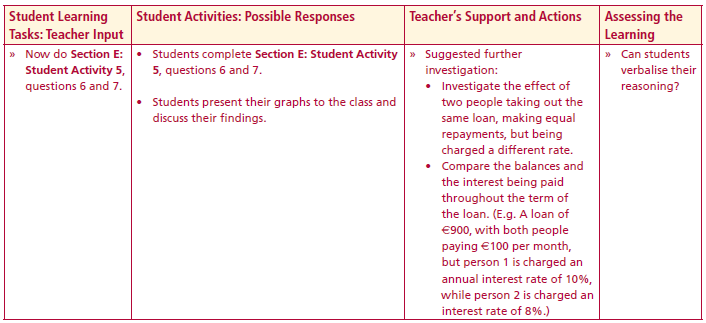 Student Learning
Tasks: Teacher Input
Student Activities: Possible Responses
Teacher’s Support and Actions
Assessing the
Learning
» Now do Section E:
Student Activity 5,
questions 6 and 7.
• Students complete Section E: Student Activity
5, questions 6 and 7.
• Students present their graphs to the class and
discuss their findings.
» Suggested further
investigation:
• Investigate the effect of
two people taking out the
same loan, making equal
repayments, but being
charged a different rate.
• Compare the balances and
the interest being paid
throughout the term of
the loan. (E.g. A loan of
€900, with both people
paying €100 per month,
but person 1 is charged an
annual interest rate of 10%,
while person 2 is charged an
interest rate of 8%.)
» Can students
verbalise their
reasoning?